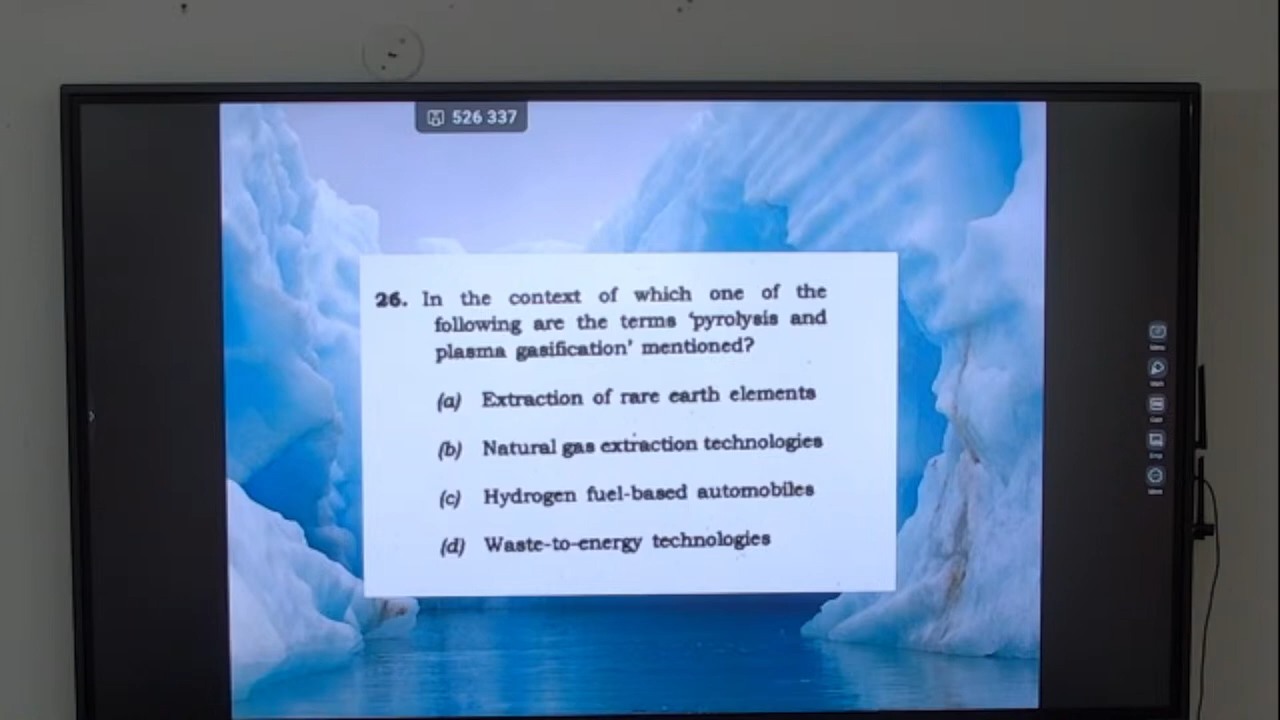 526 337
26. In the context of which one of the
following are the terms ‘pyrolysis and
plasma gasification’ mentioned?
(a) Extraction of rare earth elements
(b) Natural gas extraction technologies
(c) Hydrogen fuel-based automobiles
(d) Waste-to-energy technologies